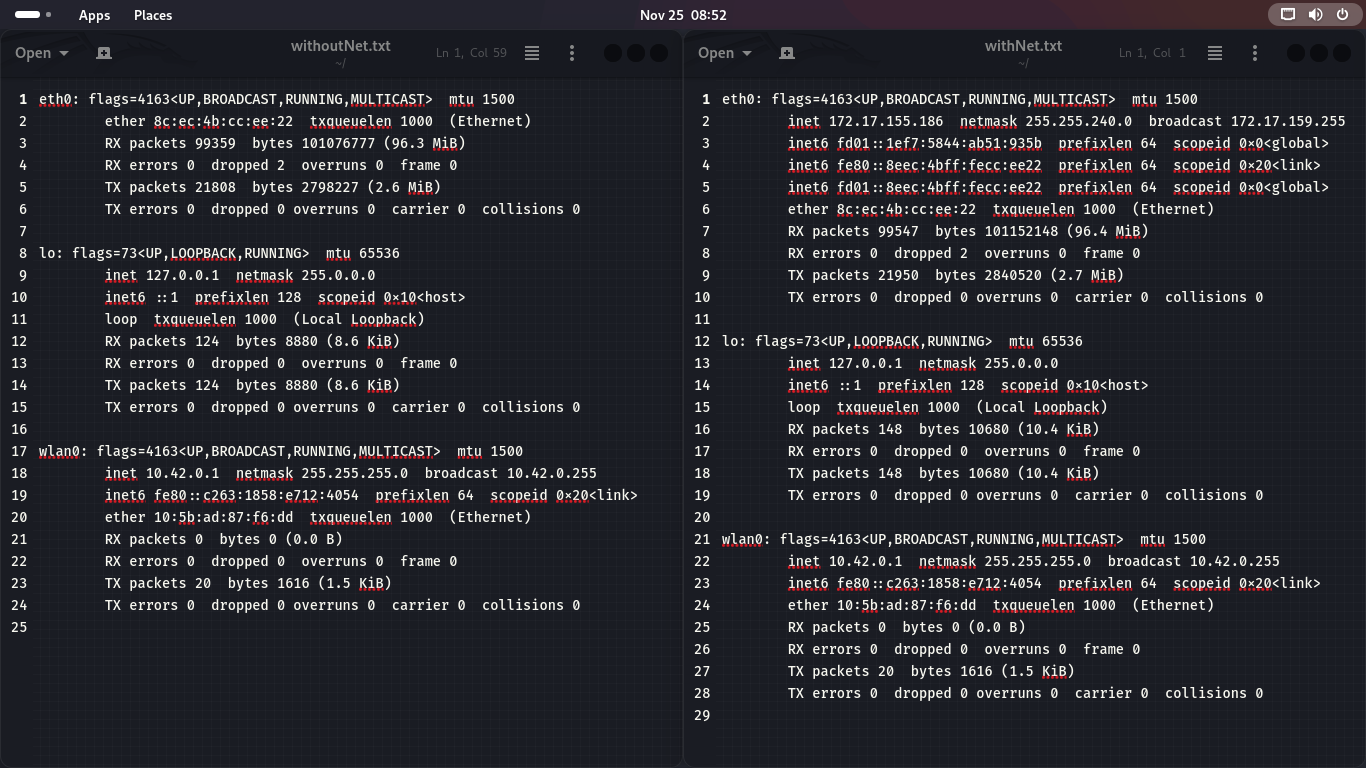 Apps Places Nov 25 08:52
Open withoutNet.txt Ln 1, Col 59
~/
1 eth0: flags=4163<UP,BROADCAST,RUNNING,MULTICAST> mtu 1500
2 ether 8c:ec:4b:cc:ee:22 txqueuelen 1000 (Ethernet)
3 RX packets 99359 bytes 101076777 (96.3 MiB)
4 RX errors 0 dropped 2 overruns 0 frame 0
5 TX packets 21808 bytes 2798227 (2.6 MiB)
6 TX errors 0 dropped 0 overruns 0 carrier 0 collisions 0
7
8 lo: flags=73<UP,LOOPBACK,RUNNING> mtu 65536
9 inet 127.0.0.1 netmask 255.0.0.0
10 inet6 ::1 prefixlen 128 scopeid 0x10<host>
11 loop txqueuelen 1000 (Local Loopback)
12 RX packets 124 bytes 8880 (8.6 KiB)
13 RX errors 0 dropped 0 overruns 0 frame 0
14 TX packets 124 bytes 8880 (8.6 KiB)
15 TX errors 0 dropped 0 overruns 0 carrier 0 collisions 0
16
17 wlan0: flags=4163<UP,BROADCAST,RUNNING,MULTICAST> mtu 1500
18 inet 10.42.0.1 netmask 255.255.255.0 broadcast 10.42.0.255
19 inet6 fe80::c263:1858:e712:4054 prefixlen 64 scopeid 0x20<link>
20 ether 10:5b:ad:87:f6:dd txqueuelen 1000 (Ethernet)
21 RX packets 0 bytes 0 (0.0 B)
22 RX errors 0 dropped 0 overruns 0 frame 0
23 TX packets 20 bytes 1616 (1.5 KiB)
24 TX errors 0 dropped 0 overruns 0 carrier 0 collisions 0
25
Open withNet.txt Ln 1, Col 1
~/
1 eth0: flags=4163<UP,BROADCAST,RUNNING,MULTICAST> mtu 1500
2 inet 172.17.155.186 netmask 255.255.240.0 broadcast 172.17.159.255
3 inet6 fd01::1ef7:5844:ab51:935b prefixlen 64 scopeid 0x0<global>
4 inet6 fe80::8eec:4bff:fecc:ee22 prefixlen 64 scopeid 0x20<link>
5 inet6 fd01::8eec:4bff:fecc:ee22 prefixlen 64 scopeid 0x0<global>
6 ether 8c:ec:4b:cc:ee:22 txqueuelen 1000 (Ethernet)
7 RX packets 99547 bytes 101152148 (96.4 MiB)
8 RX errors 0 dropped 2 overruns 0 frame 0
9 TX packets 21950 bytes 2840520 (2.7 MiB)
10 TX errors 0 dropped 0 overruns 0 carrier 0 collisions 0
11
12 lo: flags=73<UP,LOOPBACK,RUNNING> mtu 65536
13 inet 127.0.0.1 netmask 255.0.0.0
14 inet6 ::1 prefixlen 128 scopeid 0x10<host>
15 loop txqueuelen 1000 (Local Loopback)
16 RX packets 148 bytes 10680 (10.4 KiB)
17 RX errors 0 dropped 0 overruns 0 frame 0
18 TX packets 148 bytes 10680 (10.4 KiB)
19 TX errors 0 dropped 0 overruns 0 carrier 0 collisions 0
20
21 wlan0: flags=4163<UP,BROADCAST,RUNNING,MULTICAST> mtu 1500
22 inet 10.42.0.1 netmask 255.255.255.0 broadcast 10.42.0.255
23 inet6 fe80::c263:1858:e712:4054 prefixlen 64 scopeid 0x20<link>
24 ether 10:5b:ad:87:f6:dd txqueuelen 1000 (Ethernet)
25 RX packets 0 bytes 0 (0.0 B)
26 RX errors 0 dropped 0 overruns 0 frame 0
27 TX packets 20 bytes 1616 (1.5 KiB)
28 TX errors 0 dropped 0 overruns 0 carrier 0 collisions 0
29